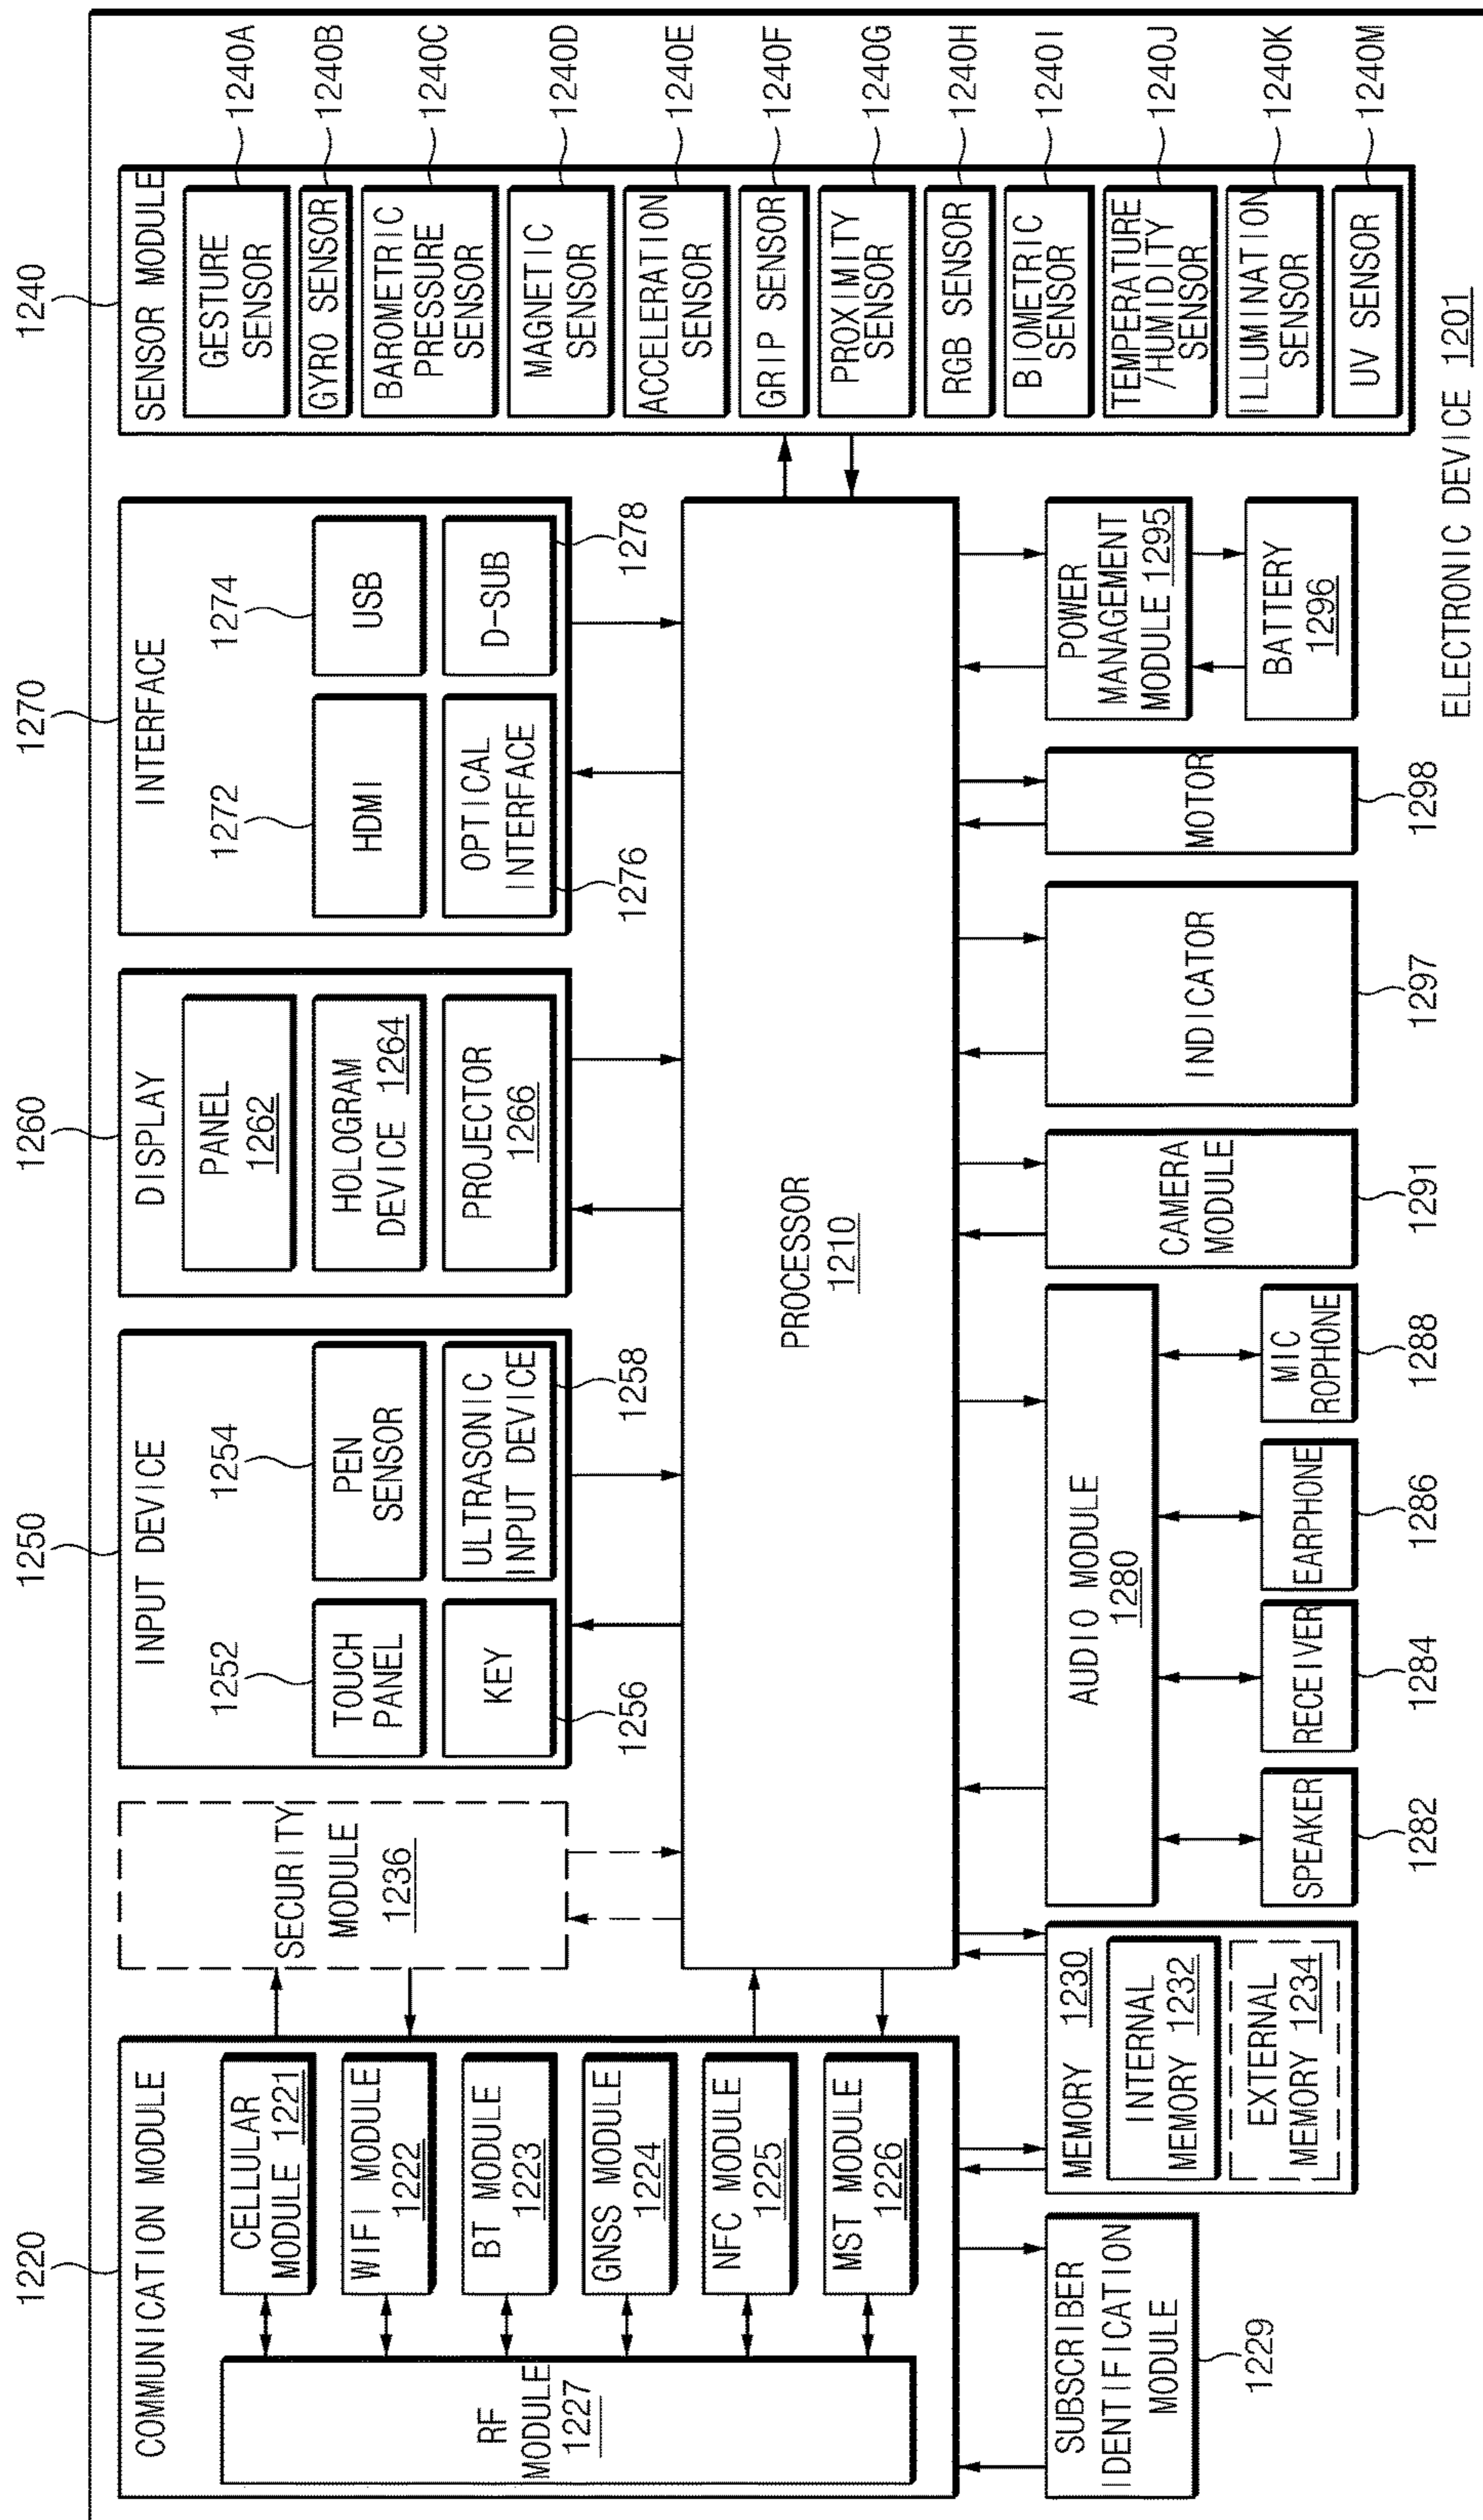 1220
COMMUNICATION MODULE
RF
MODULE
1227
CELLULAR
MODULE 1221
WIFI MODULE
1222
BT MODULE
1223
GNSS MODULE
1224
NFC MODULE
1225
MST MODULE
1226
SECURITY
MODULE
1236
1250
INPUT DEVICE
1252
TOUCH
PANEL
1254
PEN
SENSOR
KEY
1256
ULTRASONIC
INPUT DEVICE
1258
1260
DISPLAY
PANEL
1262
HOLOGRAM
DEVICE 1264
PROJECTOR
1266
1270
INTERFACE
1272
HDMI
1274
USB
OPTICAL
INTERFACE
1276
D-SUB
1278
1240
SENSOR MODULE
GESTURE
SENSOR
1240A
GYRO SENSOR
1240B
BAROMETRIC
PRESSURE
SENSOR
1240C
MAGNETIC
SENSOR
1240D
ACCELERATION
SENSOR
1240E
GRIP SENSOR
1240F
PROXIMITY
SENSOR
1240G
RGB SENSOR
1240H
BIOMETRIC
SENSOR
1240I
TEMPERATURE
/HUMIDITY
SENSOR
1240J
ILLUMINATION
SENSOR
1240K
UV SENSOR
1240M
PROCESSOR
1210
SUBSCRIBER
IDENTIFICATION
MODULE
1229
MEMORY 1230
INTERNAL
MEMORY 1232
EXTERNAL
MEMORY 1234
AUDIO MODULE
1280
SPEAKER
1282
RECEIVER
1284
EARPHONE
1286
MIC
ROPHONE
1288
CAMERA
MODULE
1291
INDICATOR
1297
MOTOR
1298
POWER
MANAGEMENT
MODULE 1295
BATTERY
1296
ELECTRONIC DEVICE 1201